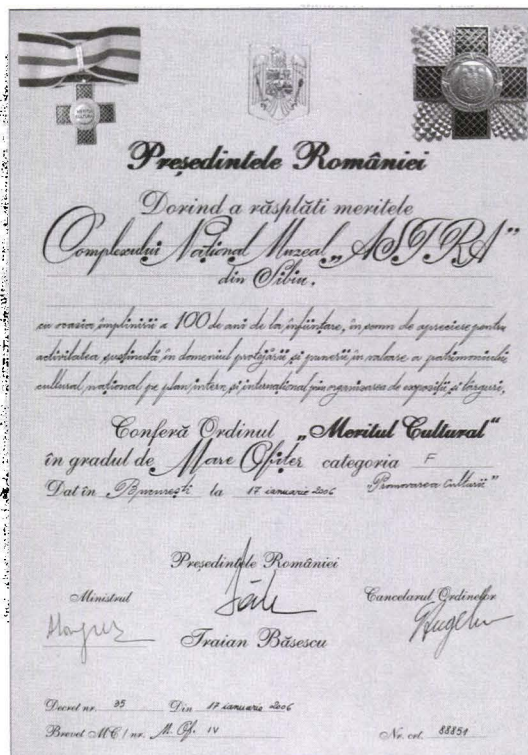 Președintele României
Dorind a răsplăti meritele
Complexului Național Muzeal „ASTRA”
din Sibiu,
cu ocazia împlinirii a 100 de ani de la înființare, în semn de apreciere pentru
activitatea susținută în domeniul protejării și punerii în valoare a patrimoniului
cultural național pe plan intern și internațional prin organizarea de expoziții și târguri,
Conferă Ordinul „Meritul Cultural”
în gradul de Mare Ofițer categoria F
Dat în București la 17 ianuarie 2006 "Promovarea Culturii"
Președintele României
Ministrul Cancelarul Ordinelor
Traian Băsescu
Decret nr. 35 Din 17 ianuarie 2006
Brevet MC / nr. M. Of. IV Nr. crt. 88851